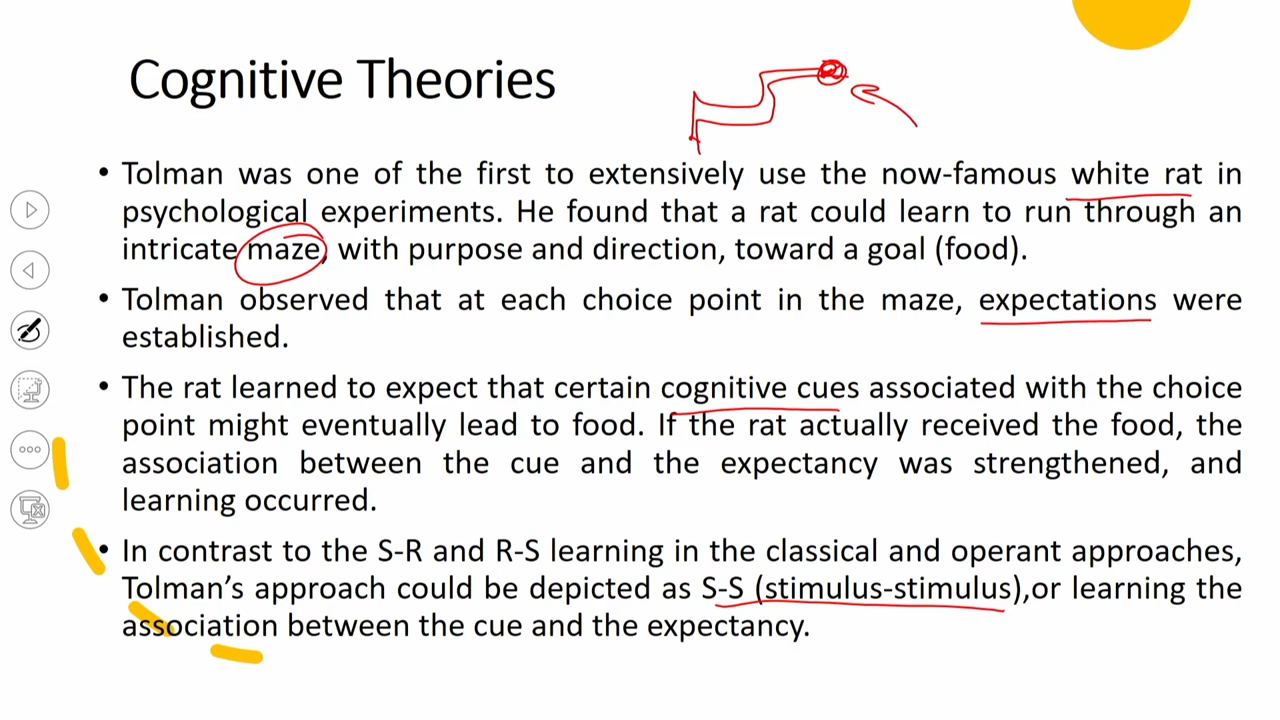 Cognitive Theories
• Tolman was one of the first to extensively use the now-famous white rat in
psychological experiments. He found that a rat could learn to run through an
intricate maze, with purpose and direction, toward a goal (food).
• Tolman observed that at each choice point in the maze, expectations were
established.
• The rat learned to expect that certain cognitive cues associated with the choice
point might eventually lead to food. If the rat actually received the food, the
association between the cue and the expectancy was strengthened, and
learning occurred.
• In contrast to the S-R and R-S learning in the classical and operant approaches,
Tolman’s approach could be depicted as S-S (stimulus-stimulus),or learning the
association between the cue and the expectancy.